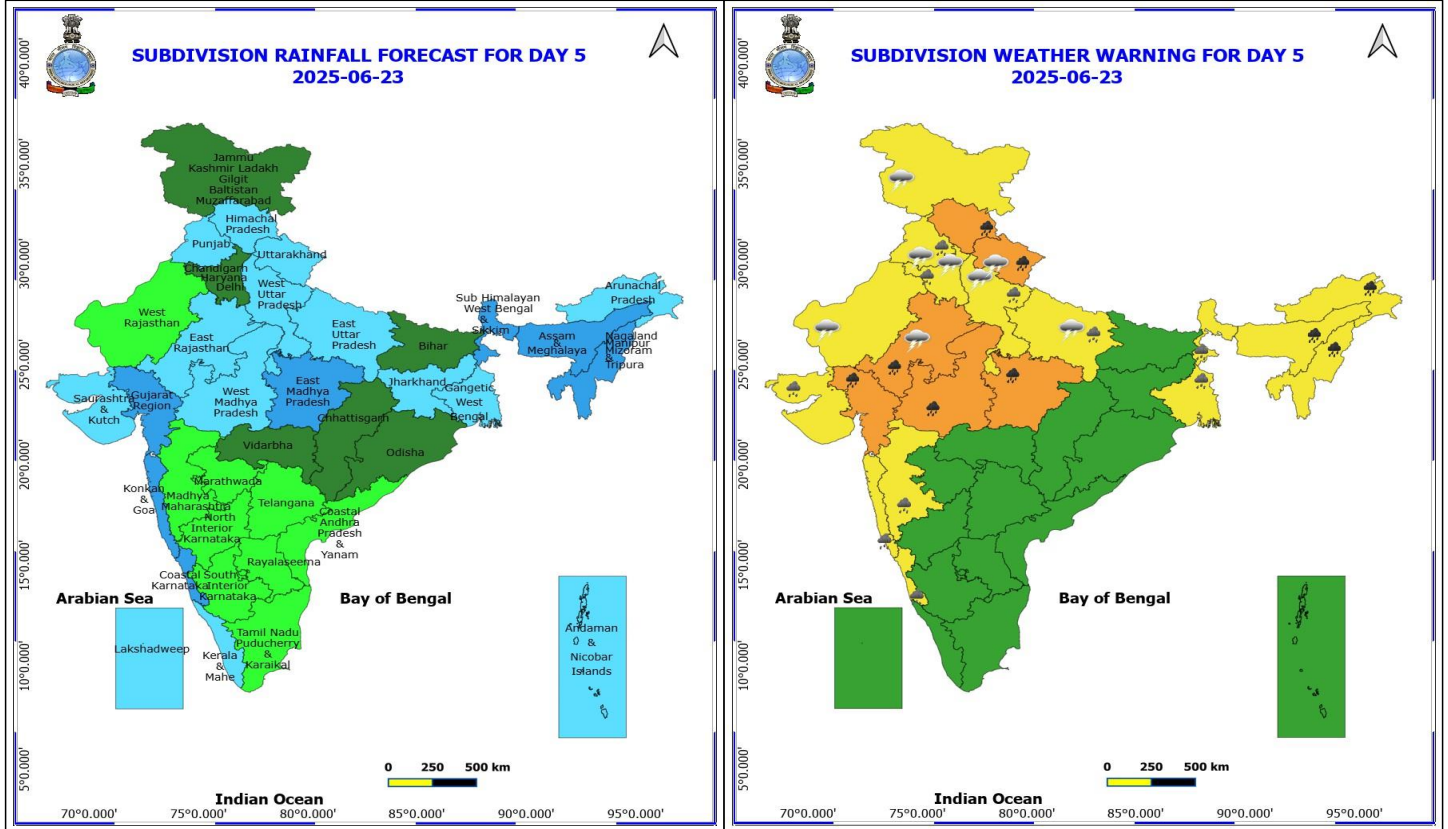 SUBDIVISION RAINFALL FORECAST FOR DAY 5
2025-06-23
40°0.000'
35°0.000'
30°0.000'
25°0.000'
20°0.000'
15°0.000'
10°0.000'
5°0.000'
Jammu
Kashmir Ladakh
Gilgit
Baltistan
Muzaffarabad
Himachal
Pradesh
Punjab
Uttarakhand
Chandigarh
Haryana
Delhi
West
Uttar
Pradesh
West
Rajasthan
East
Rajasthan
East
Uttar
Pradesh
Bihar
Sub Himalayan
West Bengal
&
Sikkim
Arunachal
Pradesh
Assam
&
Meghalaya
Nagaland
Manipur
Mizoram
&
Tripura
Jharkhand
Gangetic
West
Bengal
Saurashtra
&
Kutch
Gujarat
Region
West
Madhya
Pradesh
East
Madhya
Pradesh
Chhattisgarh
Vidarbha
Odisha
Konkan
&
Goa
Madhya
Maharashtra
Marathwada
Telangana
North
Interior
Karnataka
Coastal
Andhra
Pradesh
&
Yanam
Rayalaseema
Coastal
Karnataka
South
Interior
Karnataka
Arabian Sea
Bay of Bengal
Lakshadweep
Kerala
&
Mahe
Tamil Nadu
Puducherry
&
Karaikal
Andaman
&
Nicobar
Islands
0 250 500 km
Indian Ocean
70°0.000' 75°0.000' 80°0.000' 85°0.000' 90°0.000' 95°0.000'
SUBDIVISION WEATHER WARNING FOR DAY 5
2025-06-23
40°0.000'
35°0.000'
30°0.000'
25°0.000'
20°0.000'
15°0.000'
10°0.000'
5°0.000'
Arabian Sea
Bay of Bengal
0 250 500 km
Indian Ocean
70°0.000' 75°0.000' 80°0.000' 85°0.000' 90°0.000' 95°0.000'